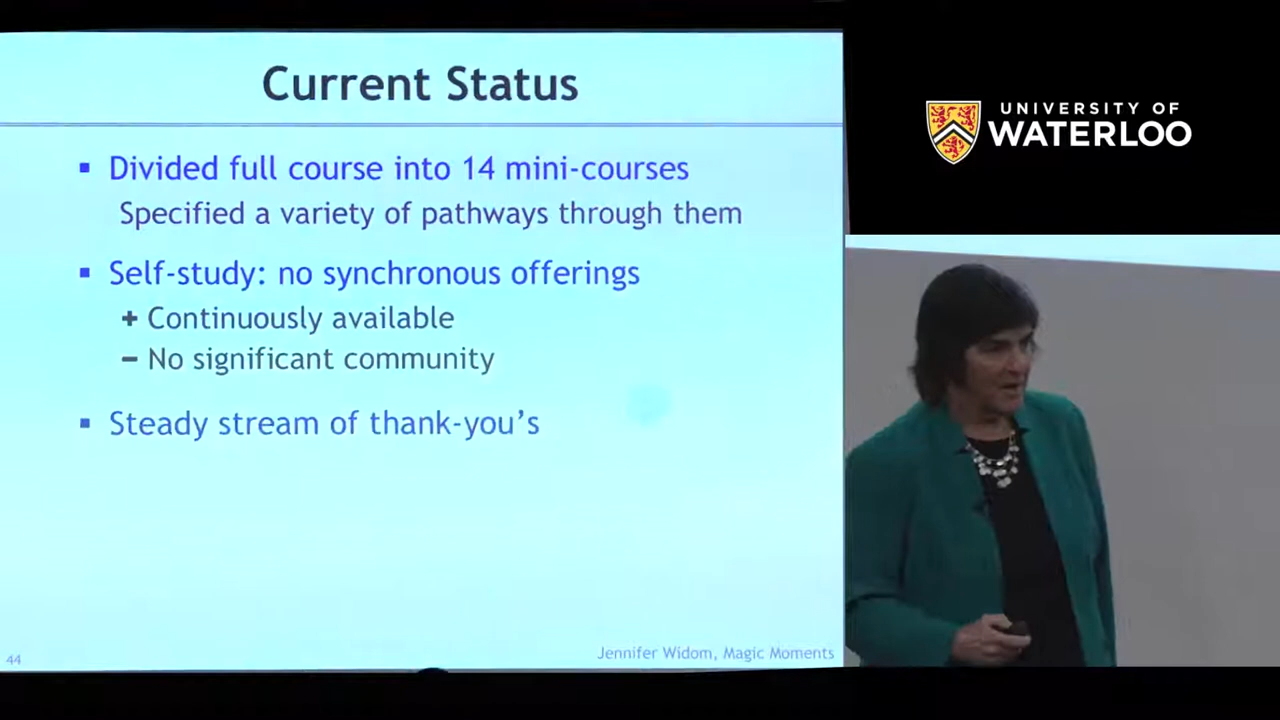 Current Status
▪ Divided full course into 14 mini-courses
Specified a variety of pathways through them
▪ Self-study: no synchronous offerings
+ Continuously available
− No significant community
▪ Steady stream of thank-you’s
44
Jennifer Widom, Magic Moments
UNIVERSITY OF
WATERLOO